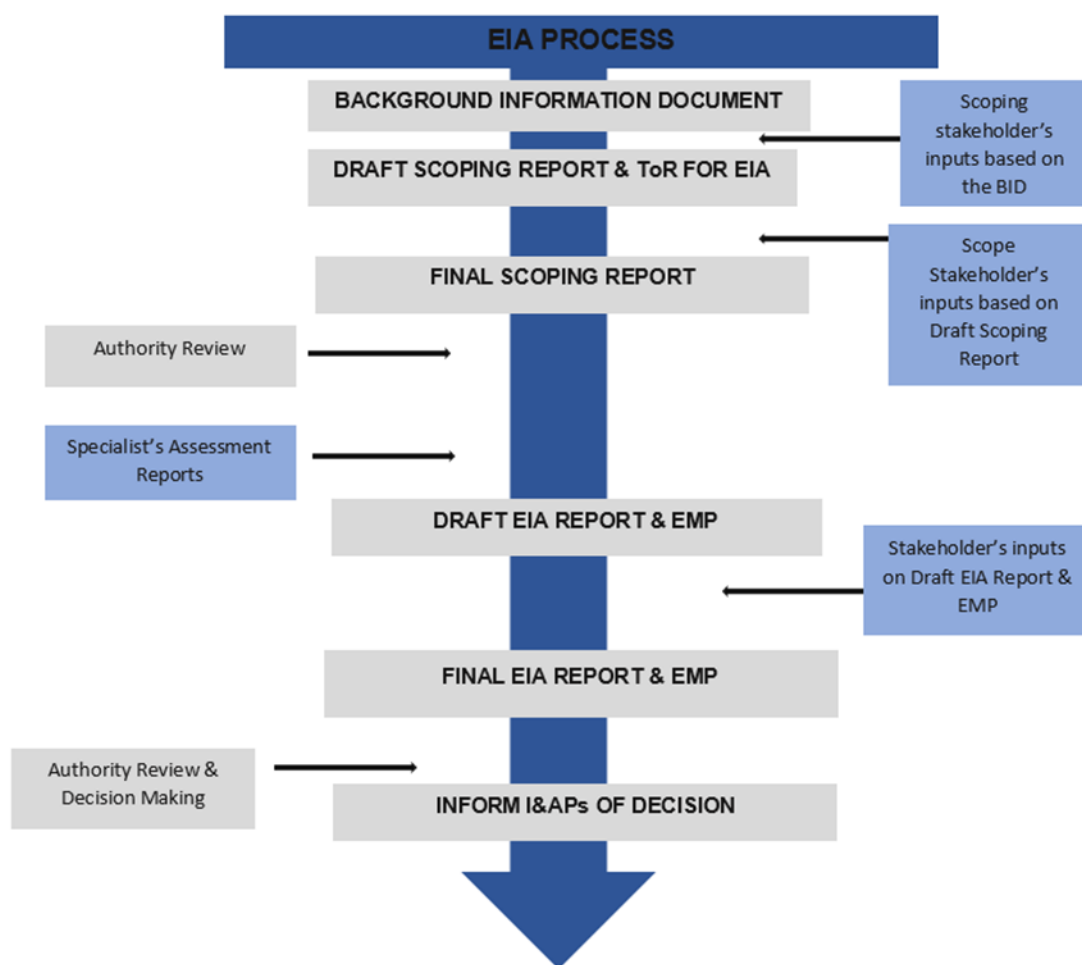 EIA PROCESS
BACKGROUND INFORMATION DOCUMENT
Scoping
stakeholder's
inputs based on
the BID
DRAFT SCOPING REPORT & ToR FOR EIA
Scope
Stakeholder's
inputs based on
Draft Scoping
Report
FINAL SCOPING REPORT
Authority Review
Specialist's Assessment
Reports
DRAFT EIA REPORT & EMP
Stakeholder's inputs
on Draft EIA Report &
EMP
FINAL EIA REPORT & EMP
Authority Review &
Decision Making
INFORM I&APs OF DECISION